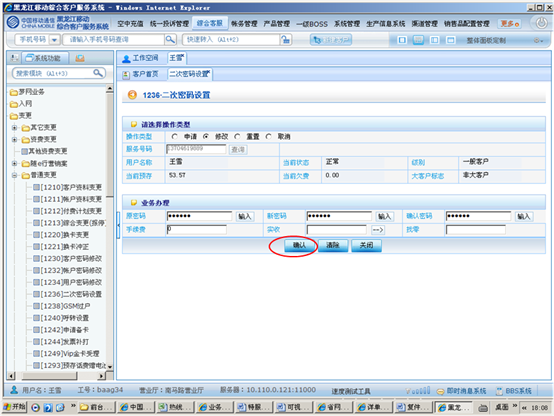 黑龙江移动综合客户服务系统 - Windows Internet Explorer
中国移动通信 CHINA MOBILE 黑龙江移动 综合客户服务系统
空中充值 统一投诉管理 综合客服 帐务管理 产品管理 一级BOSS 系统管理 生产信息系统 渠道管理 销售品配置管理 更多
手机号码 请输入手机号码查询 快速转入 (Alt+2) 整体面板定制
系统功能 工作空间 王雪
搜索模块 (Alt+3) 客户首页 二次密码设置
梦网业务
入网
变更
其它变更
资费变更
其他资费变更
随e行营销案
普通变更
[1210]客户资料变更
[1211]帐户资料变更
[1212]付费计划变更
[1213]综合变更(报停)
[1220]换卡变更
[1221]换卡冲正
[1230]客户密码修改
[1232]帐户密码修改
[1234]用户密码修改
[1236]二次密码设置
[1238]GSM过户
[1240]呼转设置
[1242]申请备卡
[1244]发票补打
[1249]Vip金卡受理
[1293]预存话费赠电
1236-二次密码设置
请选择操作类型
操作类型 申请 修改 重置 取消
服务号码 13704619889 查询
用户名称 王雪 当前状态 正常 级别 一般客户
当前预存 53.57 当前欠费 0.00 大客户标志 非大客户
业务办理
原密码 ●●●●●● 输入 新密码 ●●●●●● 输入 确认密码 ●●●●●● 输入
手续费 0 实收 --> 找零
确认 清除 关闭
用户名：王雪 工号：baag34 营业厅：南马路营业厅 服务器：10.110.0.121:11000 速度测试工具 即时消息系统 BBS系统
开始 前台... 中国... 热线... 业务... 特服... 可视... 省网... 详单... 复件... 黑龙... 桌面 18:08